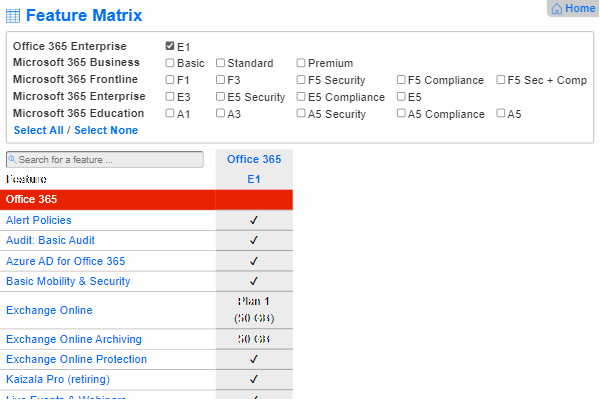 Feature Matrix
Home
Office 365 Enterprise E1
Microsoft 365 Business Basic Standard Premium
Microsoft 365 Frontline F1 F3 F5 Security F5 Compliance F5 Sec + Comp
Microsoft 365 Enterprise E3 E5 Security E5 Compliance E5
Microsoft 365 Education A1 A3 A5 Security A5 Compliance A5
Select All / Select None
Search for a feature ... Office 365
Feature E1
Office 365
Alert Policies ✓
Audit: Basic Audit ✓
Azure AD for Office 365 ✓
Basic Mobility & Security ✓
Exchange Online Plan 1
(50 GB)
Exchange Online Archiving 50 GB
Exchange Online Protection ✓
Kaizala Pro (retiring) ✓
Live Events & Webinars ✓